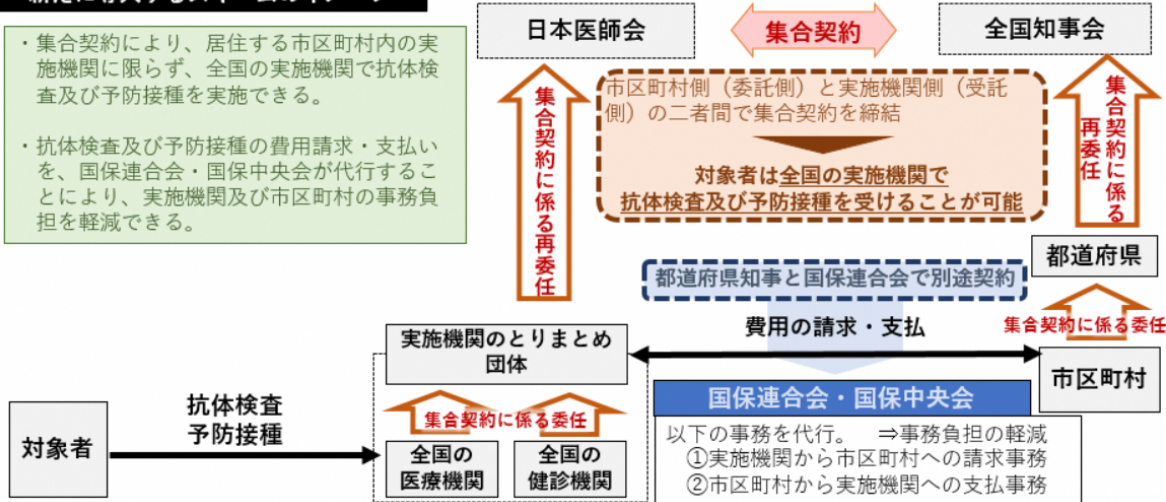 ・集合契約により、居住する市区町村内の実
施機関に限らず、全国の実施機関で抗体検
査及び予防接種を実施できる。
・抗体検査及び予防接種の費用請求・支払い
を、国保連合会・国保中央会が代行するこ
とにより、実施機関及び市区町村の事務負
担を軽減できる。
日本医師会
集合契約
全国知事会
市区町村側（委託側）と実施機関側（受託
側）の二者間で集合契約を締結
対象者は全国の実施機関で
抗体検査及び予防接種を受けることが可能
集合契約に係る再委任
集合契約に係る
再委任
都道府県
都道府県知事と国保連合会で別途契約
費用の請求・支払
集合契約に係る委任
市区町村
実施機関のとりまとめ
団体
集合契約に係る委任
全国の
医療機関
全国の
健診機関
対象者
抗体検査
予防接種
国保連合会・国保中央会
以下の事務を代行。　⇒事務負担の軽減
①実施機関から市区町村への請求事務
②市区町村から実施機関への支払事務